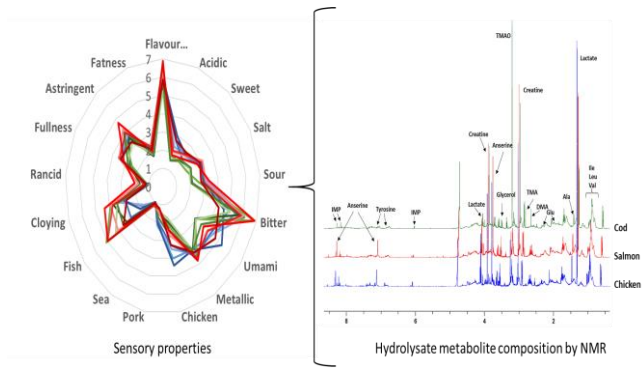 Flavour...
Acidic
Sweet
Salt
Sour
Bitter
Umami
Metallic
Chicken
Pork
Sea
Fish
Cloying
Rancid
Fullness
Astringent
Fatness
7
6
5
4
3
2
1
0
Sensory properties
TMAO
Lactate
Creatine
Creatine
Anserine
Ile
Leu
Val
IMP
Anserine
Tyrosine
IMP
Lactate
Glycerol
TMA
DMA
Glu
Ala
Cod
Salmon
Chicken
8
6
4
2
Hydrolysate metabolite composition by NMR